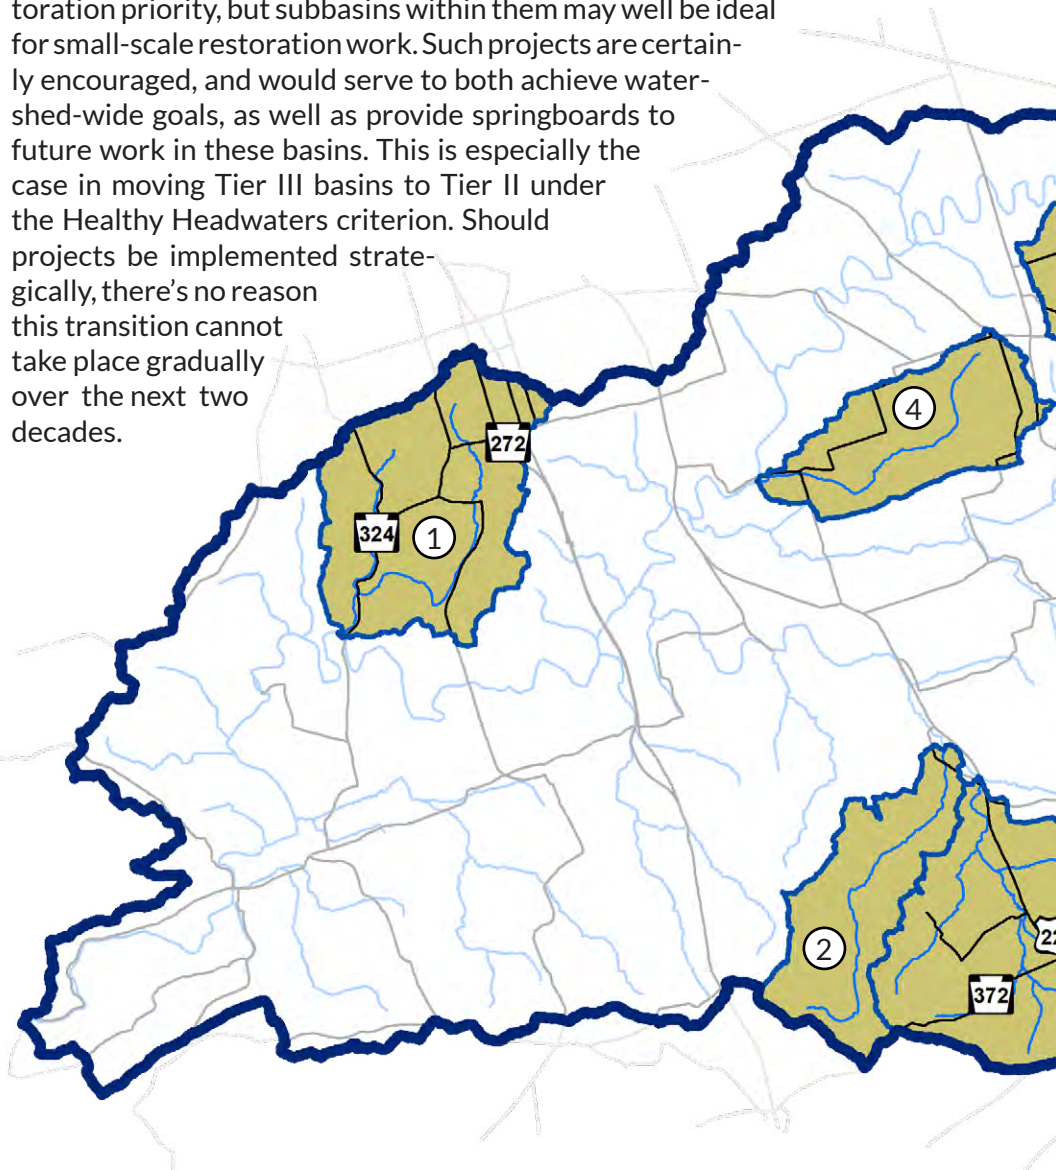 toration priority, but subbasins within them may well be ideal
for small-scale restoration work. Such projects are certain-
ly encouraged, and would serve to both achieve water-
shed-wide goals, as well as provide springboards to
future work in these basins. This is especially the
case in moving Tier III basins to Tier II under
the Healthy Headwaters criterion. Should
projects be implemented strate-
gically, there's no reason
this transition cannot
take place gradually
over the next two
decades.
4
272
324
1
2
22
372